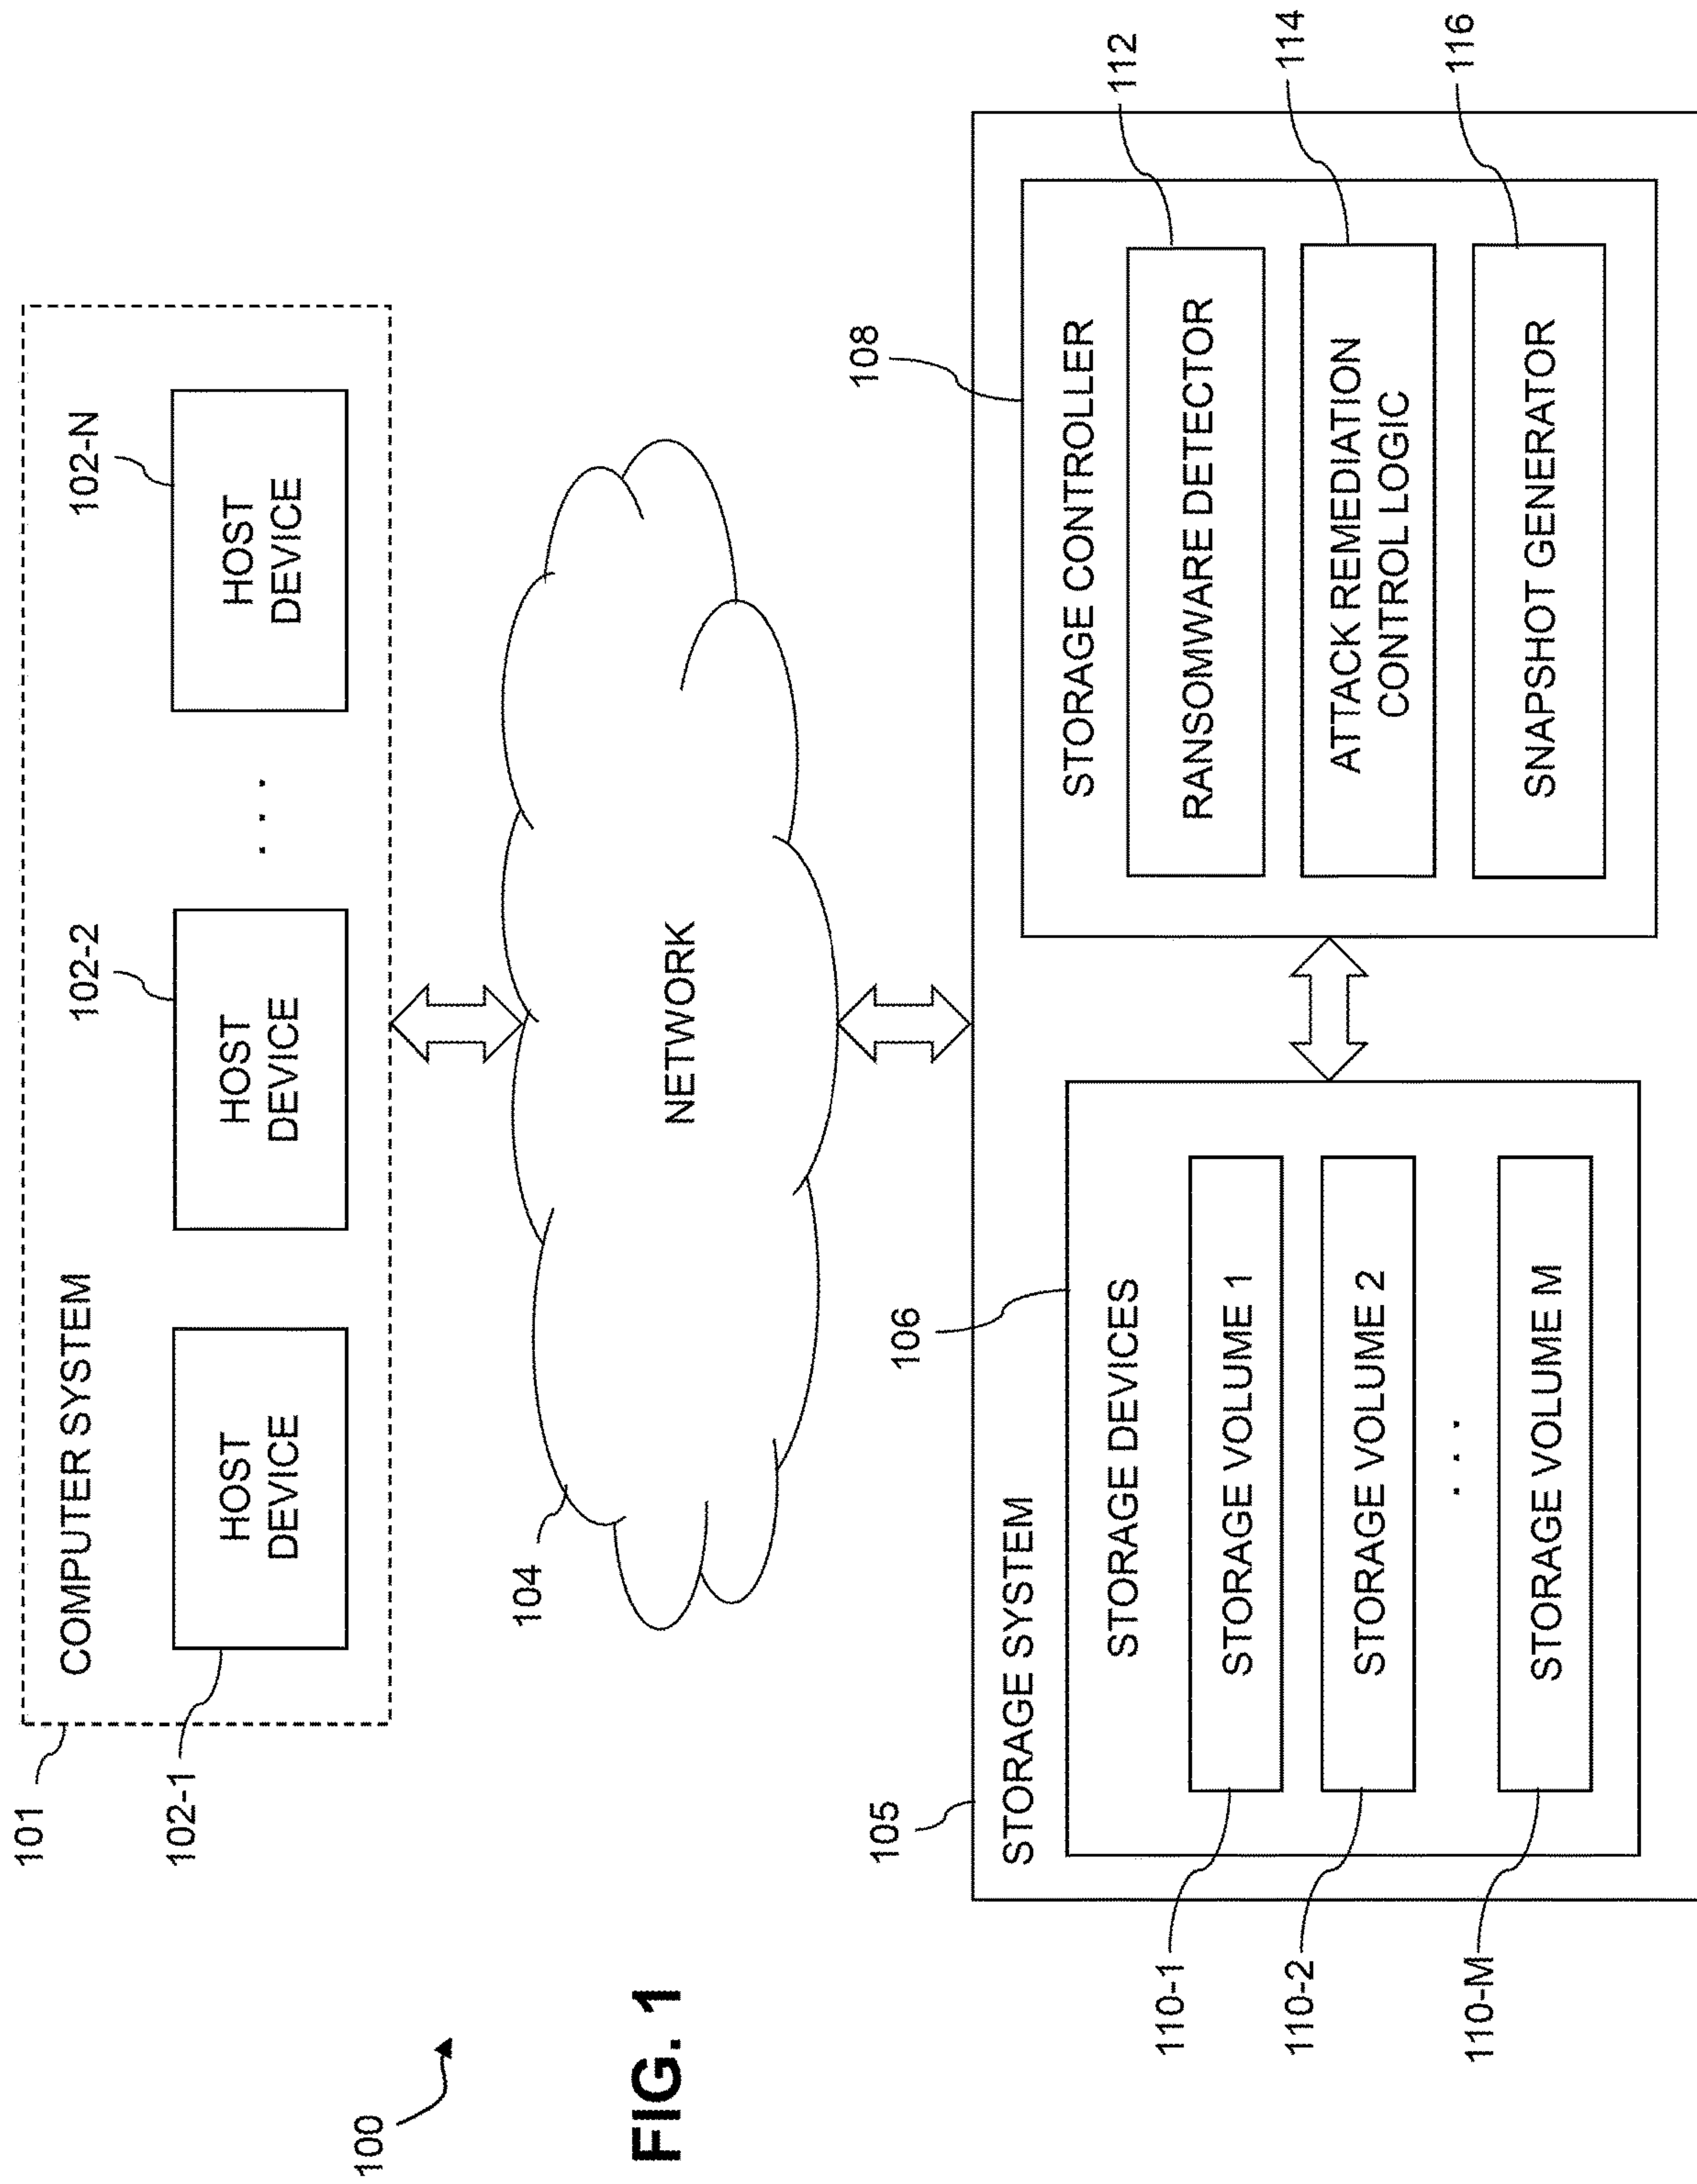 100
FIG. 1
101
COMPUTER SYSTEM
102-1
HOST
DEVICE
102-2
HOST
DEVICE
. . .
102-N
HOST
DEVICE
104
NETWORK
105
STORAGE SYSTEM
106
STORAGE DEVICES
110-1
STORAGE VOLUME 1
110-2
STORAGE VOLUME 2
. . .
110-M
STORAGE VOLUME M
108
STORAGE CONTROLLER
RANSOMWARE DETECTOR
112
ATTACK REMEDIATION
CONTROL LOGIC
114
SNAPSHOT GENERATOR
116